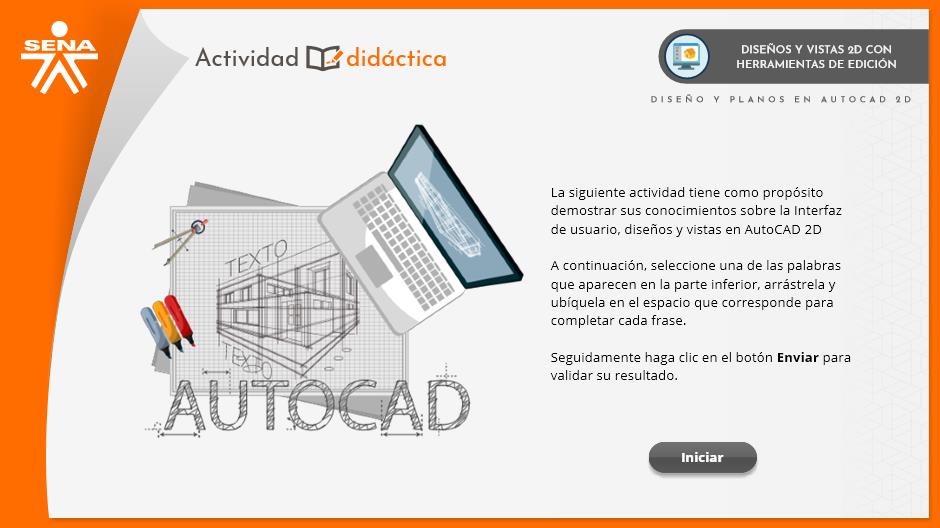 SENA
Actividad didáctica
DISEÑOS Y VISTAS 2D CON
HERRAMIENTAS DE EDICIÓN
DISEÑO Y PLANOS EN AUTOCAD 2D
TEXTO
TEXTO
AUTOCAD
La siguiente actividad tiene como propósito
demostrar sus conocimientos sobre la Interfaz
de usuario, diseños y vistas en AutoCAD 2D
A continuación, seleccione una de las palabras
que aparecen en la parte inferior, arrástrela y
ubíquela en el espacio que corresponde para
completar cada frase.
Seguidamente haga clic en el botón Enviar para
validar su resultado.
Iniciar